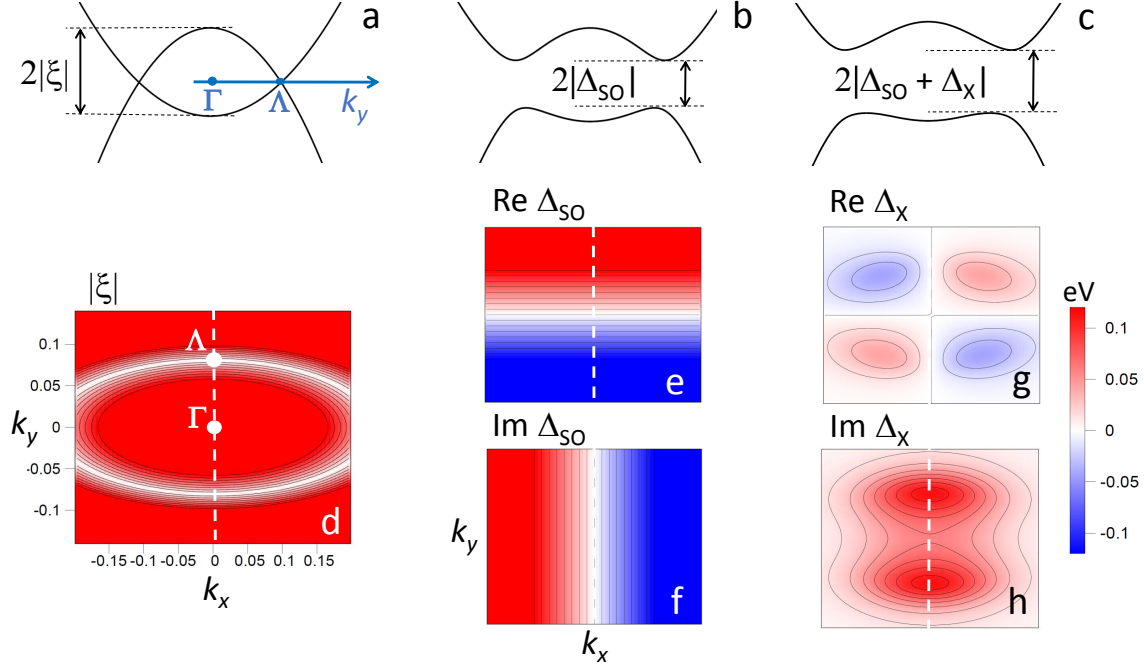 a
b
c
2|ξ|
Γ
Λ
k_y
2|Δ_SO|
2|Δ_SO + Δ_X|
Re Δ_SO
Re Δ_X
|ξ|
eV
0.10
0.05
0
-0.05
-0.10
Λ
Γ
0.1
0.05
0
-0.05
-0.1
k_y
d
-0.15
-0.1
-0.05
0
0.05
0.1
0.15
k_x
e
g
Im Δ_SO
Im Δ_X
k_y
f
h
k_x